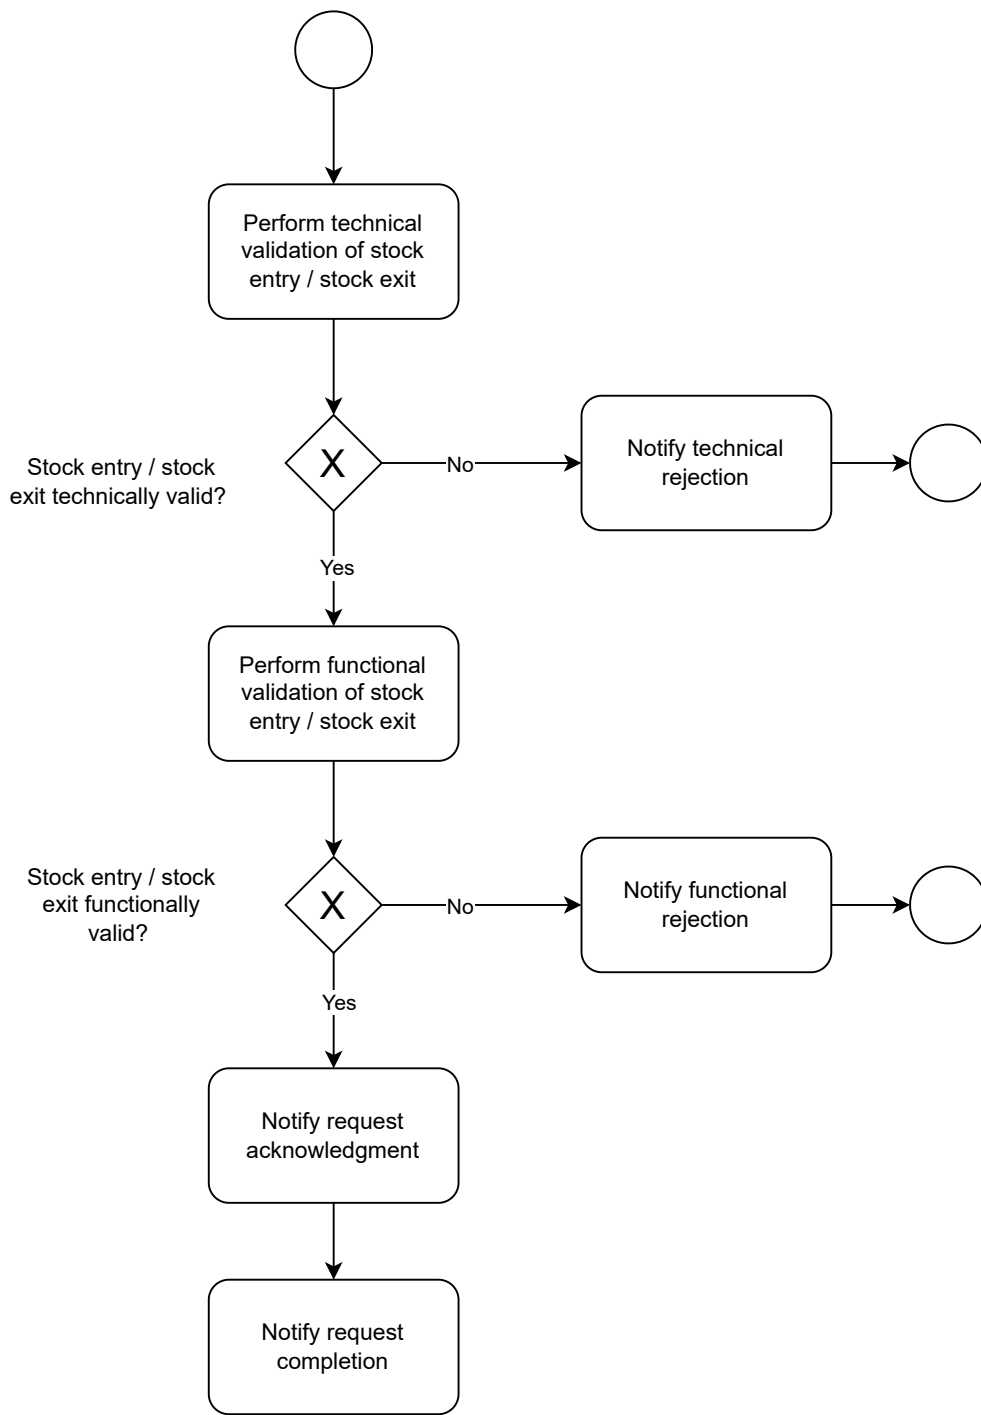 Perform technical
validation of stock
entry / stock exit
Stock entry / stock
exit technically valid?
X
No
Notify technical
rejection
Yes
Perform functional
validation of stock
entry / stock exit
Stock entry / stock
exit functionally
valid?
X
No
Notify functional
rejection
Yes
Notify request
acknowledgment
Notify request
completion